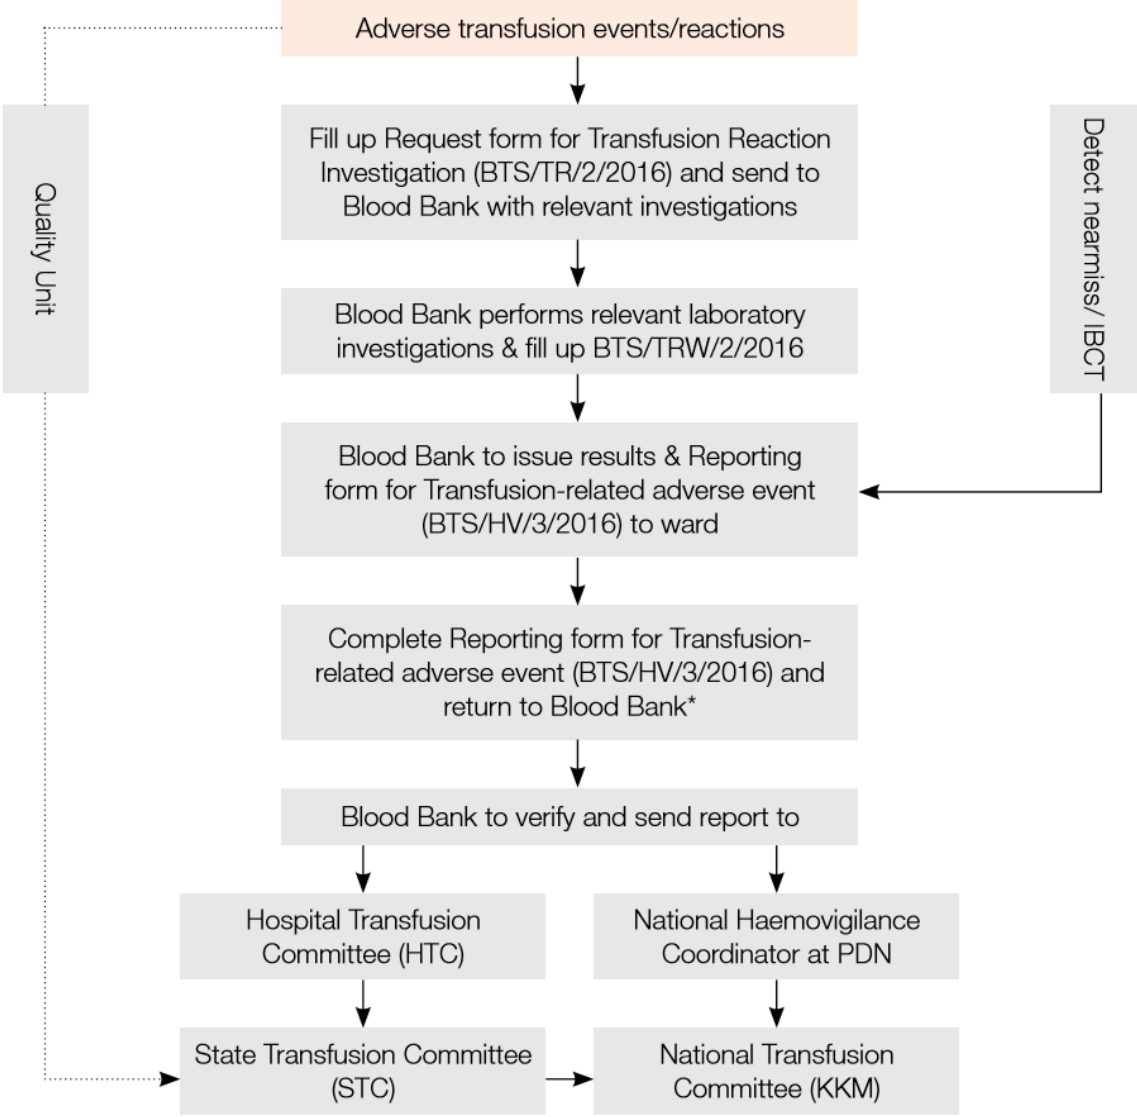 Adverse transfusion events/reactions
Fill up Request form for Transfusion Reaction
Investigation (BTS/TR/2/2016) and send to
Blood Bank with relevant investigations
Quality Unit
Detect nearmiss/ IBCT
Blood Bank performs relevant laboratory
investigations & fill up BTS/TRW/2/2016
Blood Bank to issue results & Reporting
form for Transfusion-related adverse event
(BTS/HV/3/2016) to ward
Complete Reporting form for Transfusion-
related adverse event (BTS/HV/3/2016) and
return to Blood Bank*
Blood Bank to verify and send report to
Hospital Transfusion
Committee (HTC)
National Haemovigilance
Coordinator at PDN
State Transfusion Committee
(STC)
National Transfusion
Committee (KKM)